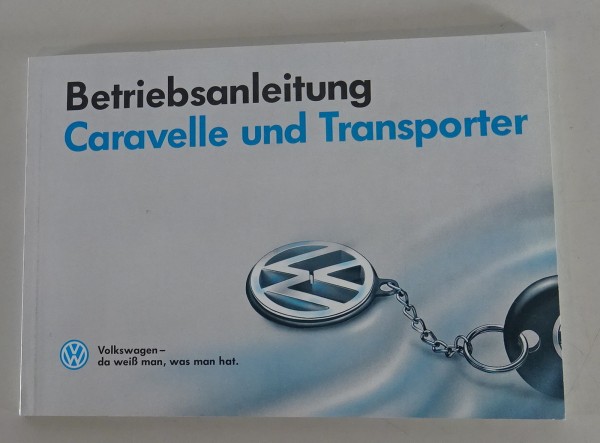 Betriebsanleitung
Caravelle und Transporter
Volkswagen –
da weiß man, was man hat.